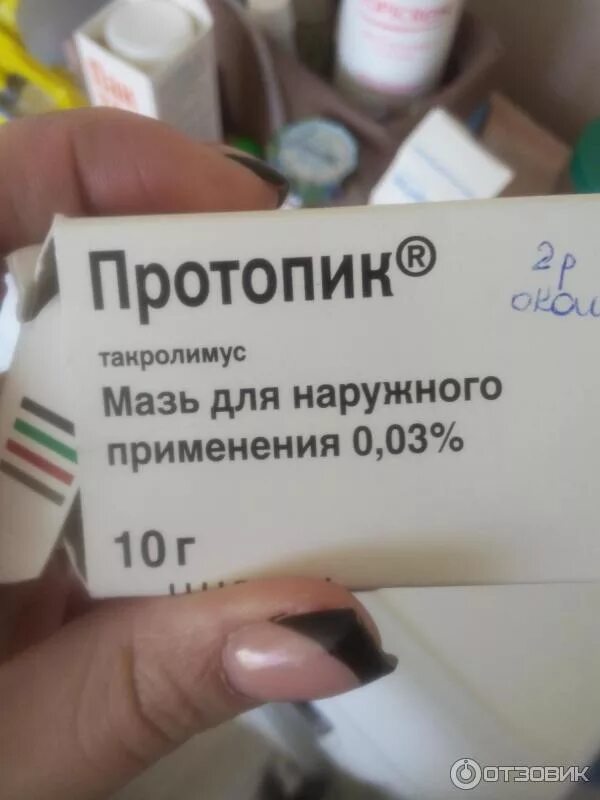 Протопик®
2р
такролимус
Мазь для наружного
применения 0,03%
10 г
ОТЗОВИК